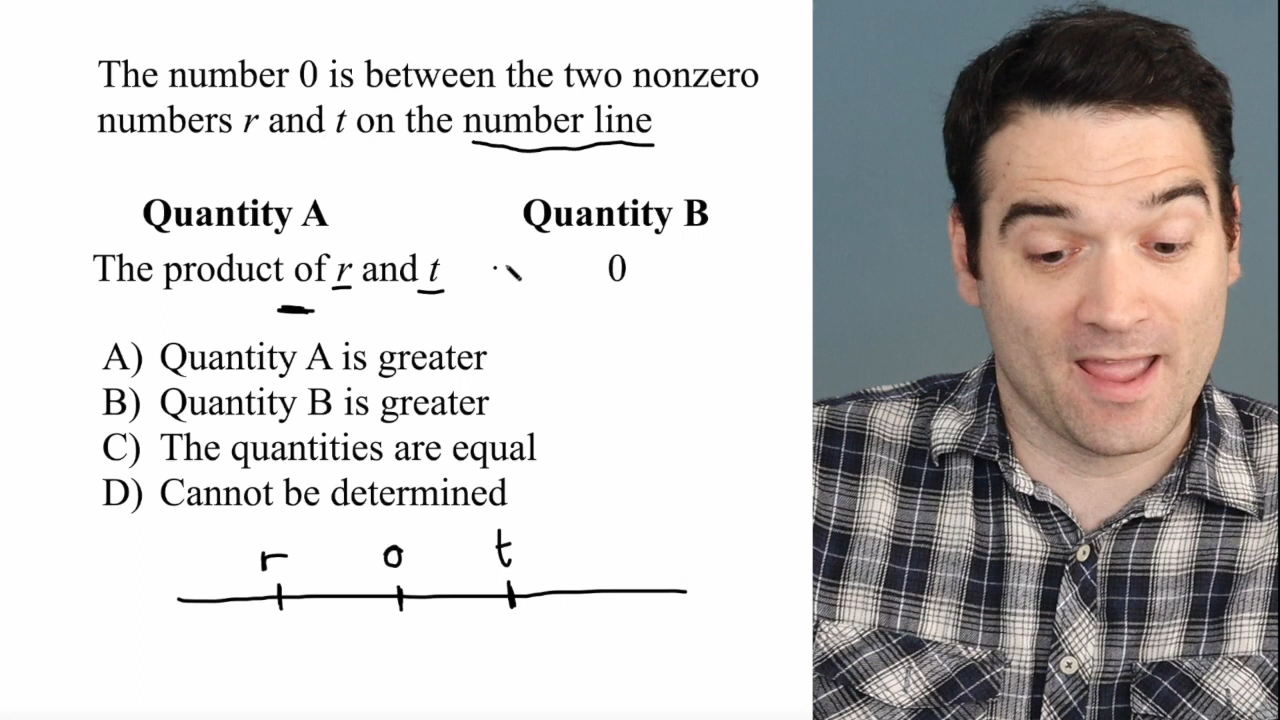 The number 0 is between the two nonzero
numbers r and t on the number line
Quantity A Quantity B
The product of r and t 0
A) Quantity A is greater
B) Quantity B is greater
C) The quantities are equal
D) Cannot be determined
r 0 t